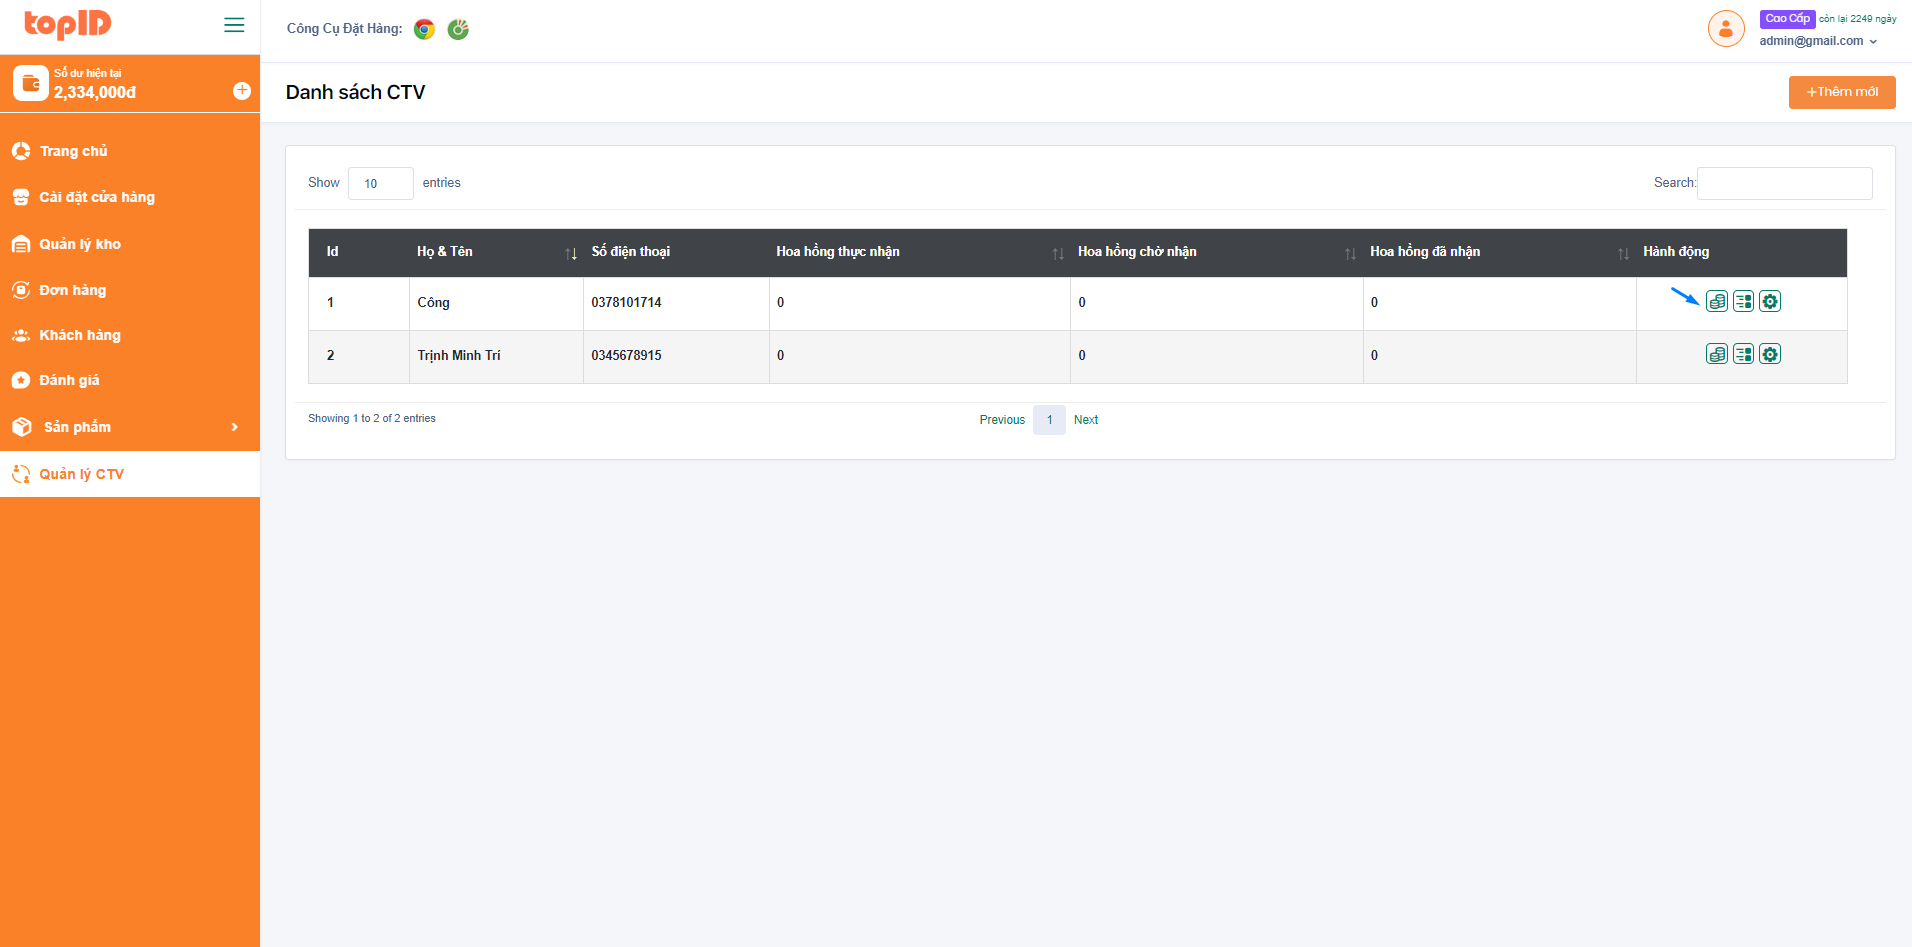 topID
Công Cụ Đặt Hàng:
Cao Cấp còn lại 2249 ngày
admin@gmail.com
Số dư hiện tại
2,334,000đ
Danh sách CTV
+Thêm mới
Trang chủ
Cài đặt cửa hàng
Quản lý kho
Đơn hàng
Khách hàng
Đánh giá
Sản phẩm
Quản lý CTV
Show 10 entries
Search:
Id Họ & Tên Số điện thoại Hoa hồng thực nhận Hoa hồng chờ nhận Hoa hồng đã nhận Hành động
1 Công 0378101714 0 0 0
2 Trịnh Minh Trí 0345678915 0 0 0
Showing 1 to 2 of 2 entries
Previous 1 Next